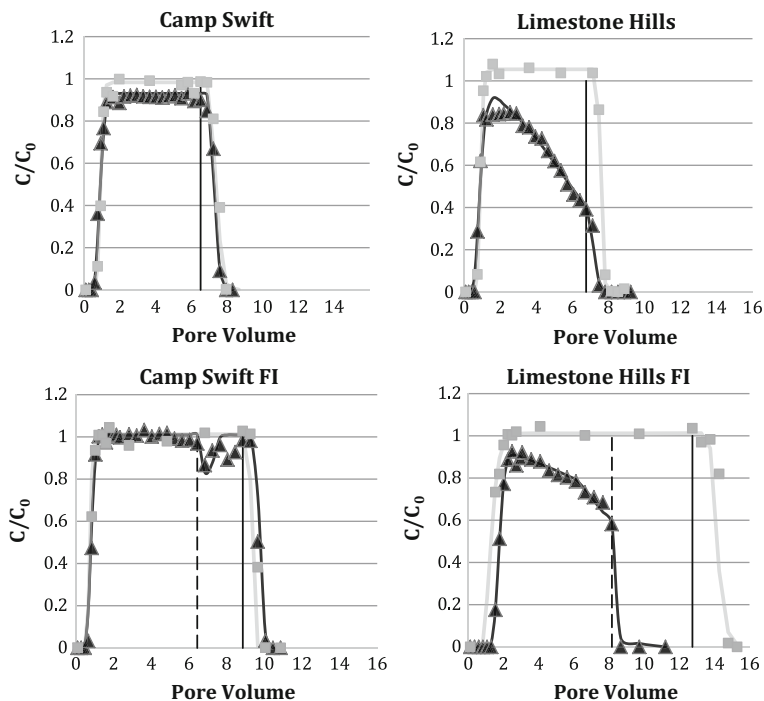 Camp Swift
1.2
1
0.8
0.6
0.4
0.2
0
C/C0
0 2 4 6 8 10 12 14
Pore Volume
Limestone Hills
1.2
1
0.8
0.6
0.4
0.2
0
C/C0
0 2 4 6 8 10 12 14 16
Pore Volume
Camp Swift FI
1.2
1
0.8
0.6
0.4
0.2
0
C/C0
0 2 4 6 8 10 12 14 16
Pore Volume
Limestone Hills FI
1.2
1
0.8
0.6
0.4
0.2
0
C/C0
0 2 4 6 8 10 12 14 16
Pore Volume